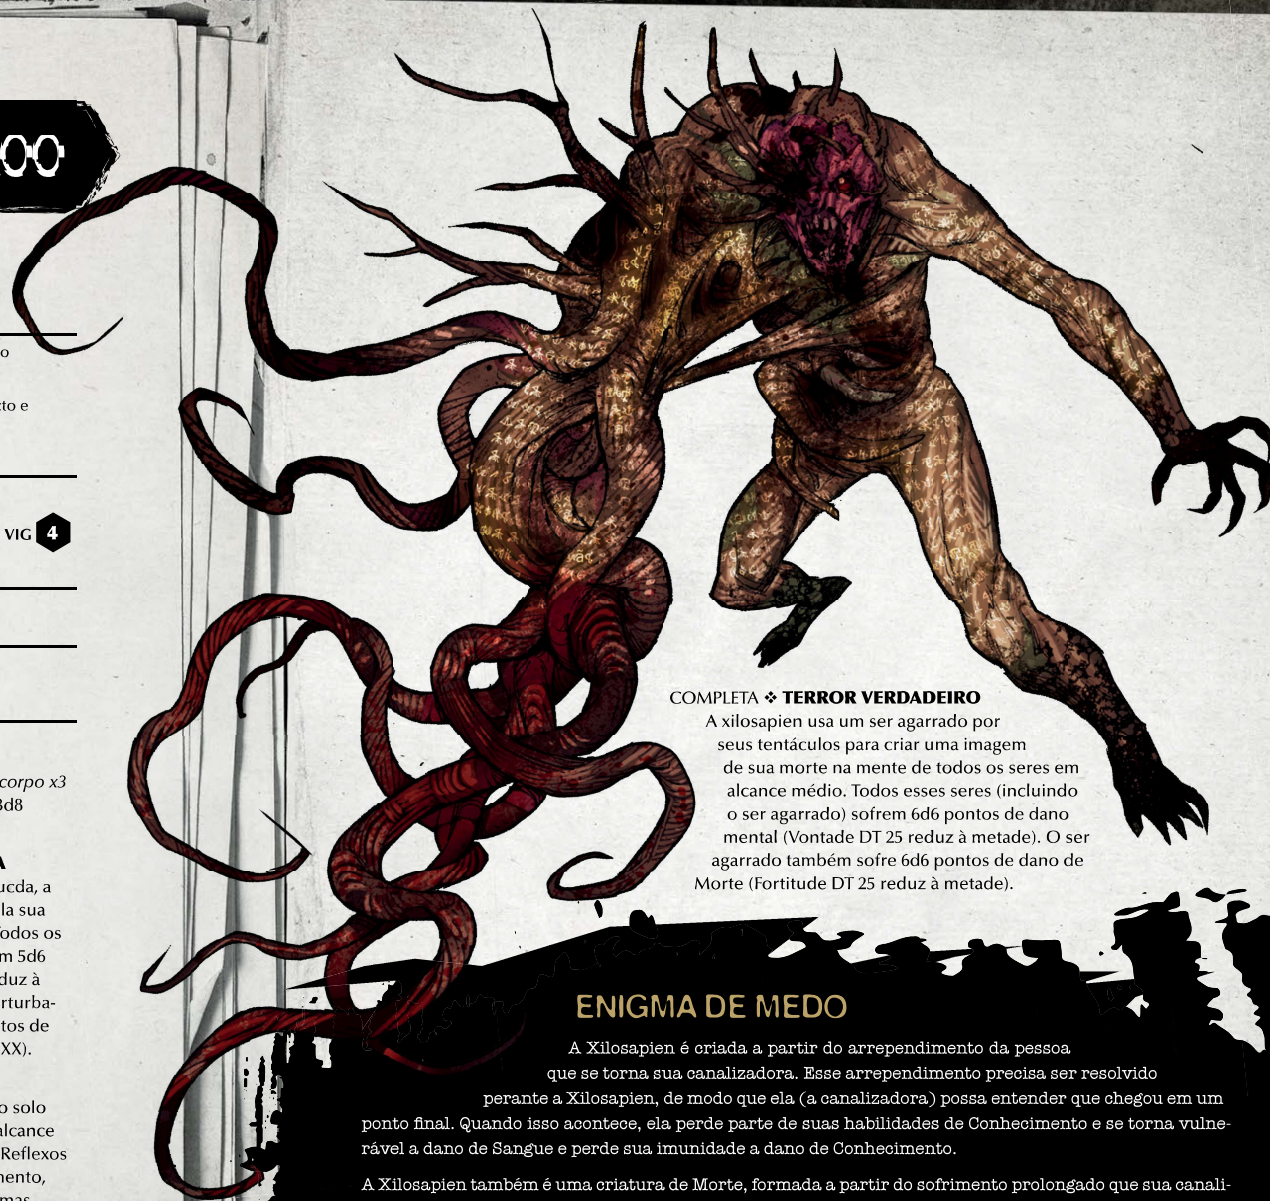 00
o
cto e
VIG 4
corpo x3
3d8
A
ucda, a
la sua
Todos os
m 5d6
duz à
rturba-
tos de
XX).
o solo
alcance
Reflexos
mento,
mas
COMPLETA ❖ TERROR VERDADEIRO
A xilosapien usa um ser agarrado por
seus tentáculos para criar uma imagem
de sua morte na mente de todos os seres em
alcance médio. Todos esses seres (incluindo
o ser agarrado) sofrem 6d6 pontos de dano
mental (Vontade DT 25 reduz à metade). O ser
agarrado também sofre 6d6 pontos de dano de
Morte (Fortitude DT 25 reduz à metade).
ENIGMA DE MEDO
A Xilosapien é criada a partir do arrependimento da pessoa
que se torna sua canalizadora. Esse arrependimento precisa ser resolvido
perante a Xilosapien, de modo que ela (a canalizadora) possa entender que chegou em um
ponto final. Quando isso acontece, ela perde parte de suas habilidades de Conhecimento e se torna vulne-
rável a dano de Sangue e perde sua imunidade a dano de Conhecimento.
A Xilosapien também é uma criatura de Morte, formada a partir do sofrimento prolongado que sua canali-